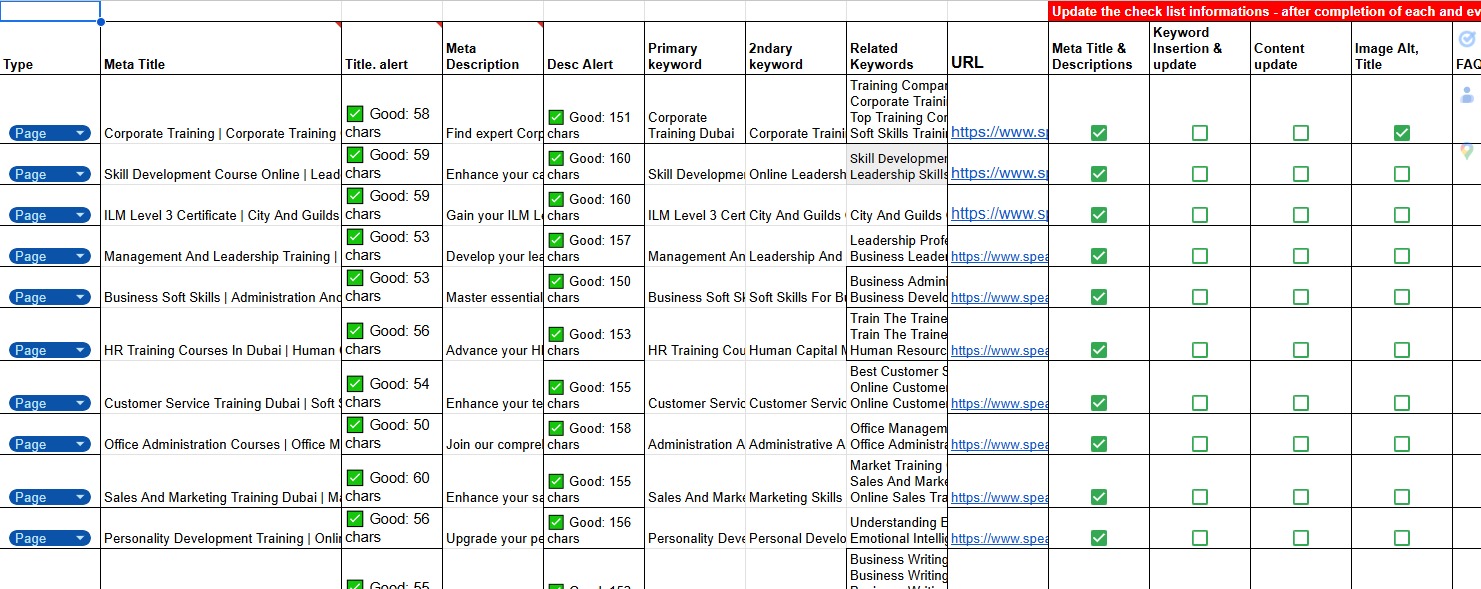 Update the check list informations - after completion of each and ev
Type
Meta Title
Title. alert
Meta Description
Desc Alert
Primary keyword
2ndary keyword
Related Keywords
URL
Meta Title & Descriptions
Keyword Insertion & update
Content update
Image Alt, Title
FAQ
Page
Corporate Training | Corporate Training
Good: 58 chars
Find expert Corp
Good: 151 chars
Corporate Training Dubai
Corporate Traini
Training Compar
Corporate Traini
Top Training Cor
Soft Skills Trainin
https://www.sp
Page
Skill Development Course Online | Lead
Good: 59 chars
Enhance your ca
Good: 160 chars
Skill Developme
Online Leadersh
Skill Developmer
Leadership Skills
https://www.sp
Page
ILM Level 3 Certificate | City And Guilds
Good: 59 chars
Gain your ILM L
Good: 160 chars
ILM Level 3 Cert
City And Guilds
City And Guilds
https://www.sp
Page
Management And Leadership Training |
Good: 53 chars
Develop your lea
Good: 157 chars
Management An
Leadership And
Leadership Profe
Business Leader
https://www.spea
Page
Business Soft Skills | Administration And
Good: 53 chars
Master essential
Good: 150 chars
Business Soft Sk
Soft Skills For Bu
Business Admini
Business Develo
https://www.spea
Page
HR Training Courses In Dubai | Human
Good: 56 chars
Advance your HI
Good: 153 chars
HR Training Cou
Human Capital M
Train The Traine
Train The Traine
Human Resourc
https://www.spea
Page
Customer Service Training Dubai | Soft S
Good: 54 chars
Enhance your te
Good: 155 chars
Customer Servic
Customer Servic
Best Customer S
Online Customer
Online Customer
https://www.spea
Page
Office Administration Courses | Office M
Good: 50 chars
Join our compre
Good: 158 chars
Administration A
Administrative A
Office Managem
Office Administra
https://www.spea
Page
Sales And Marketing Training Dubai | Ma
Good: 60 chars
Enhance your sa
Good: 155 chars
Sales And Marke
Marketing Skills
Market Training
Sales And Marke
Online Sales Tra
https://www.spea
Page
Personality Development Training | Onlin
Good: 56 chars
Upgrade your pe
Good: 156 chars
Personality Deve
Personal Develo
Understanding E
Emotional Intellig
https://www.spea
Good: 55
Business Writing
Business Writing